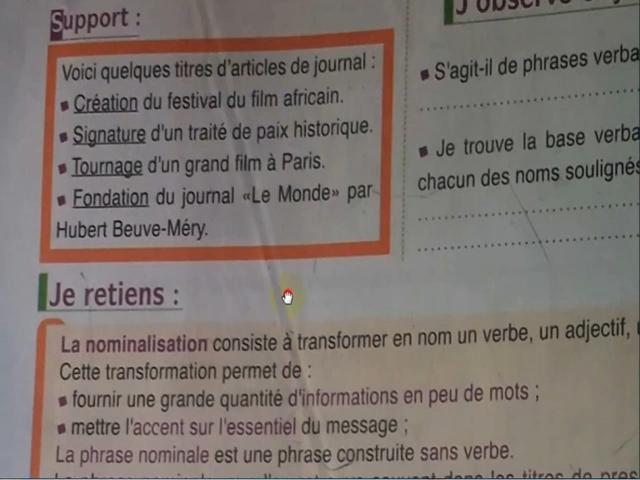 Support :
Voici quelques titres d'articles de journal :
▪ Création du festival du film africain.
▪ Signature d'un traité de paix historique.
▪ Tournage d'un grand film à Paris.
▪ Fondation du journal «Le Monde» par
Hubert Beuve-Méry.
▪ S'agit-il de phrases verba
▪ Je trouve la base verba
chacun des noms soulignés
Je retiens :
La nominalisation consiste à transformer en nom un verbe, un adjectif,
Cette transformation permet de :
▪ fournir une grande quantité d'informations en peu de mots ;
▪ mettre l'accent sur l'essentiel du message ;
La phrase nominale est une phrase construite sans verbe.